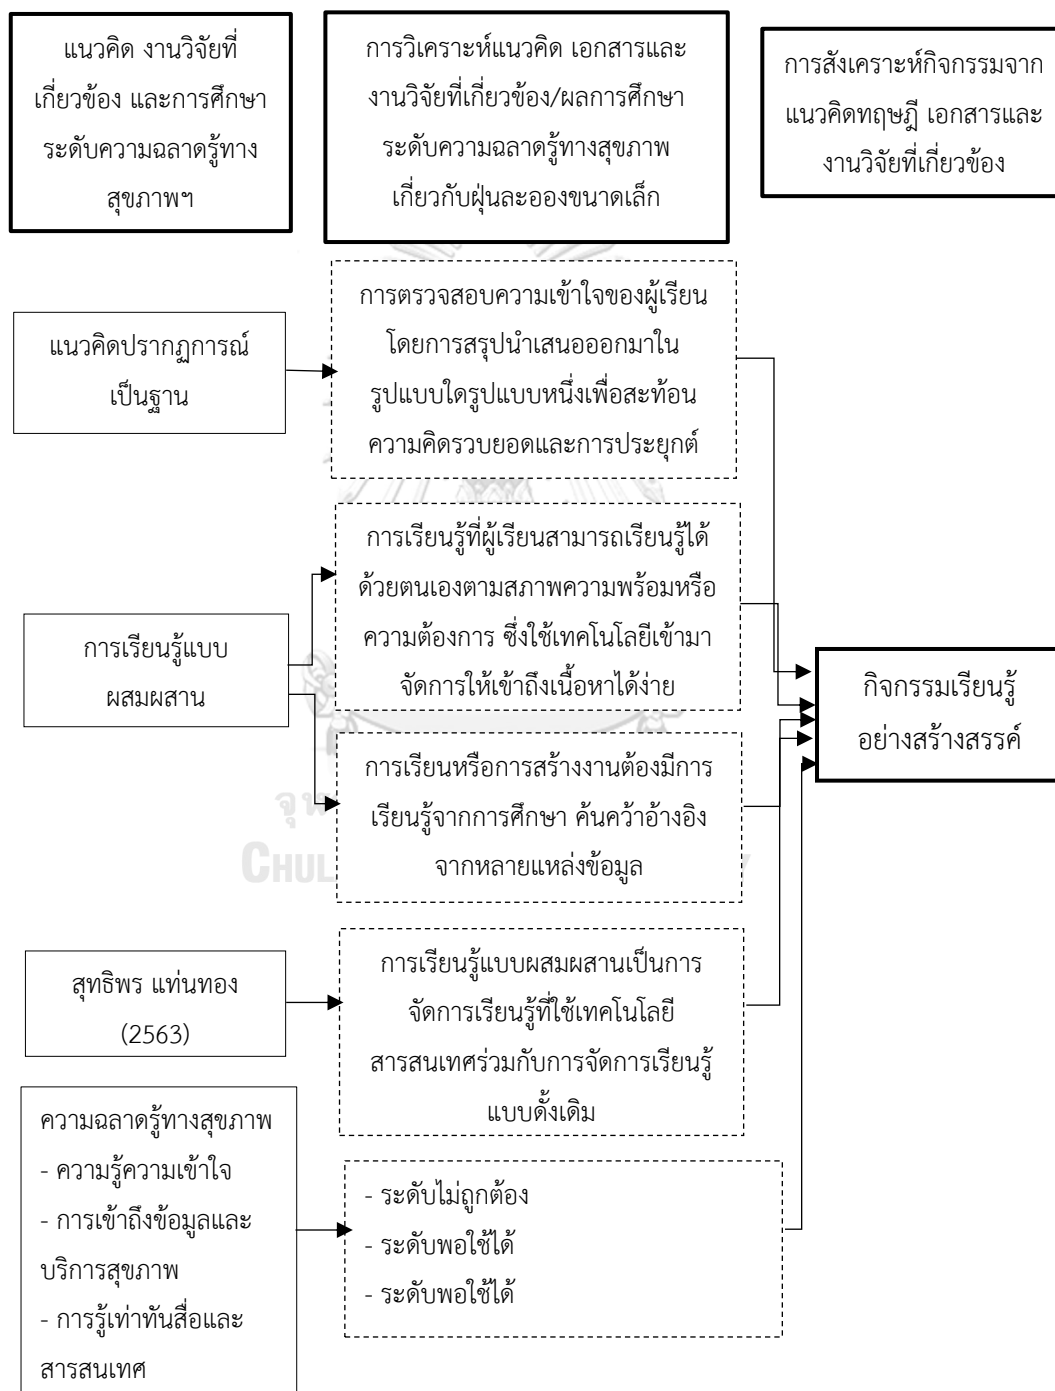 แนวคิด งานวิจัยที่
เกี่ยวข้อง และการศึกษา
ระดับความฉลาดรู้ทาง
สุขภาพฯ
การวิเคราะห์แนวคิด เอกสารและ
งานวิจัยที่เกี่ยวข้อง/ผลการศึกษา
ระดับความฉลาดรู้ทางสุขภาพ
เกี่ยวกับฝุ่นละอองขนาดเล็ก
การสังเคราะห์กิจกรรมจาก
แนวคิดทฤษฎี เอกสารและ
งานวิจัยที่เกี่ยวข้อง
แนวคิดปรากฏการณ์
เป็นฐาน
การตรวจสอบความเข้าใจของผู้เรียน
โดยการสรุปนำเสนอออกมาใน
รูปแบบใดรูปแบบหนึ่งเพื่อสะท้อน
ความคิดรวบยอดและการประยุกต์
การเรียนรู้แบบ
ผสมผสาน
การเรียนรู้ที่ผู้เรียนสามารถเรียนรู้ได้
ด้วยตนเองตามสภาพความพร้อมหรือ
ความต้องการ ซึ่งใช้เทคโนโลยีเข้ามา
จัดการให้เข้าถึงเนื้อหาได้ง่าย
การเรียนหรือการสร้างงานต้องมีการ
เรียนรู้จากการศึกษา ค้นคว้าอ้างอิง
จากหลายแหล่งข้อมูล
กิจกรรมเรียนรู้
อย่างสร้างสรรค์
สุทธิพร แท่นทอง
(2563)
การเรียนรู้แบบผสมผสานเป็นการ
จัดการเรียนรู้ที่ใช้เทคโนโลยี
สารสนเทศร่วมกับการจัดการเรียนรู้
แบบดั้งเดิม
ความฉลาดรู้ทางสุขภาพ
- ความรู้ความเข้าใจ
- การเข้าถึงข้อมูลและ
บริการสุขภาพ
- การรู้เท่าทันสื่อและ
สารสนเทศ
- ระดับไม่ถูกต้อง
- ระดับพอใช้ได้
- ระดับพอใช้ได้